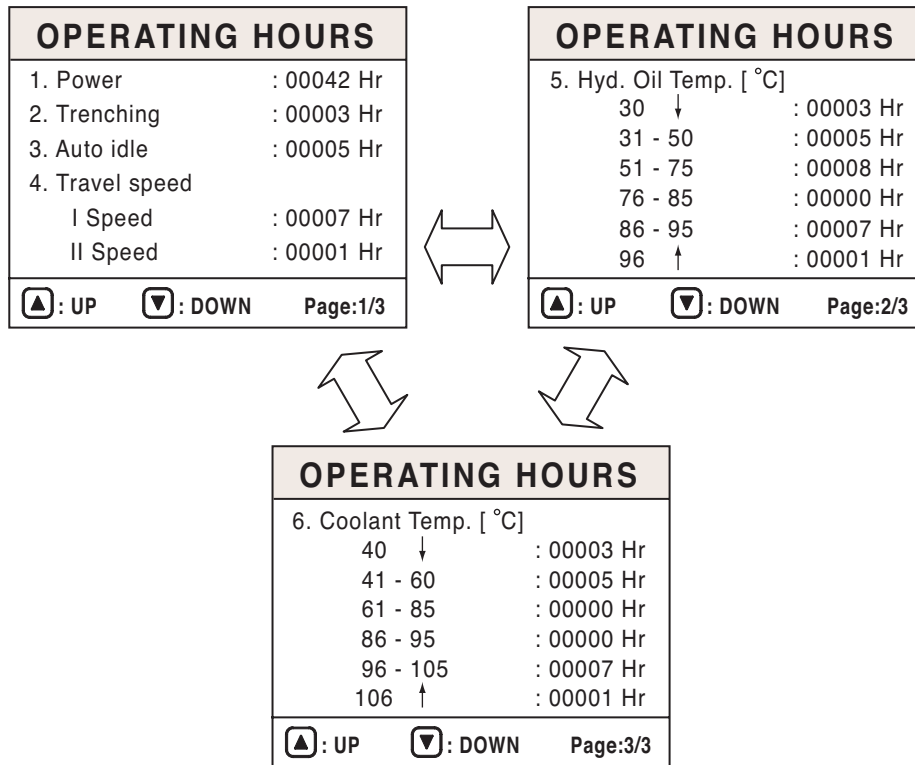 OPERATING HOURS
1. Power : 00042 Hr
2. Trenching : 00003 Hr
3. Auto idle : 00005 Hr
4. Travel speed
I Speed : 00007 Hr
II Speed : 00001 Hr
▲ : UP ▼ : DOWN Page:1/3
OPERATING HOURS
5. Hyd. Oil Temp. [ °C]
30 ↓ : 00003 Hr
31 - 50 : 00005 Hr
51 - 75 : 00008 Hr
76 - 85 : 00000 Hr
86 - 95 : 00007 Hr
96 ↑ : 00001 Hr
▲ : UP ▼ : DOWN Page:2/3
OPERATING HOURS
6. Coolant Temp. [ °C]
40 ↓ : 00003 Hr
41 - 60 : 00005 Hr
61 - 85 : 00000 Hr
86 - 95 : 00000 Hr
96 - 105 : 00007 Hr
106 ↑ : 00001 Hr
▲ : UP ▼ : DOWN Page:3/3